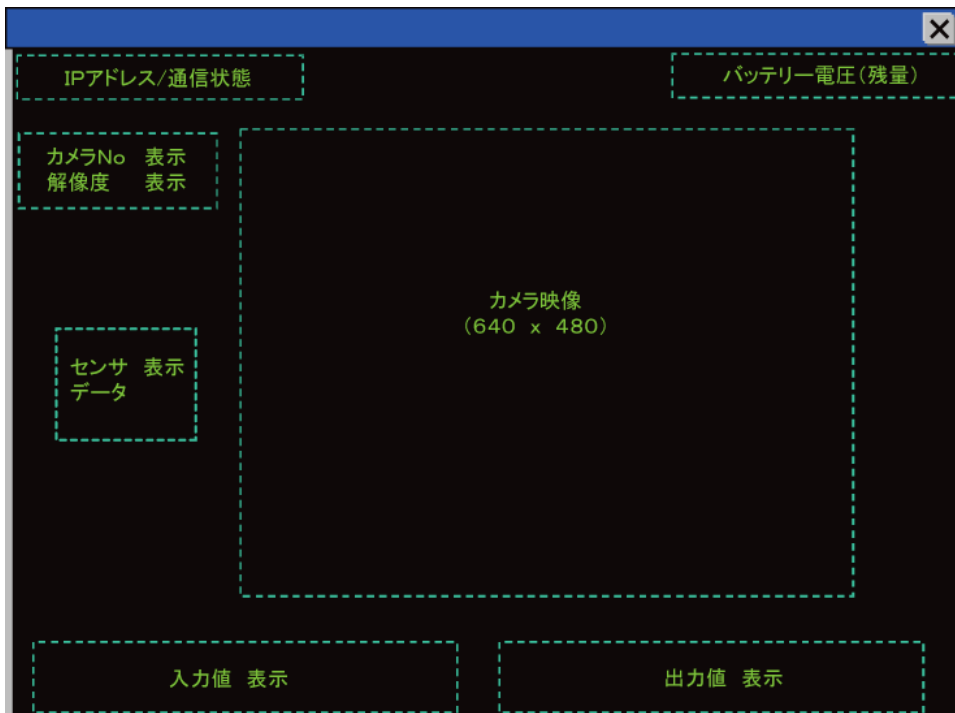 IPアドレス/通信状態
バッテリー電圧(残量)
カメラNo 表示
解像度 表示
カメラ映像
(640 x 480)
センサ 表示
データ
入力値 表示
出力値 表示